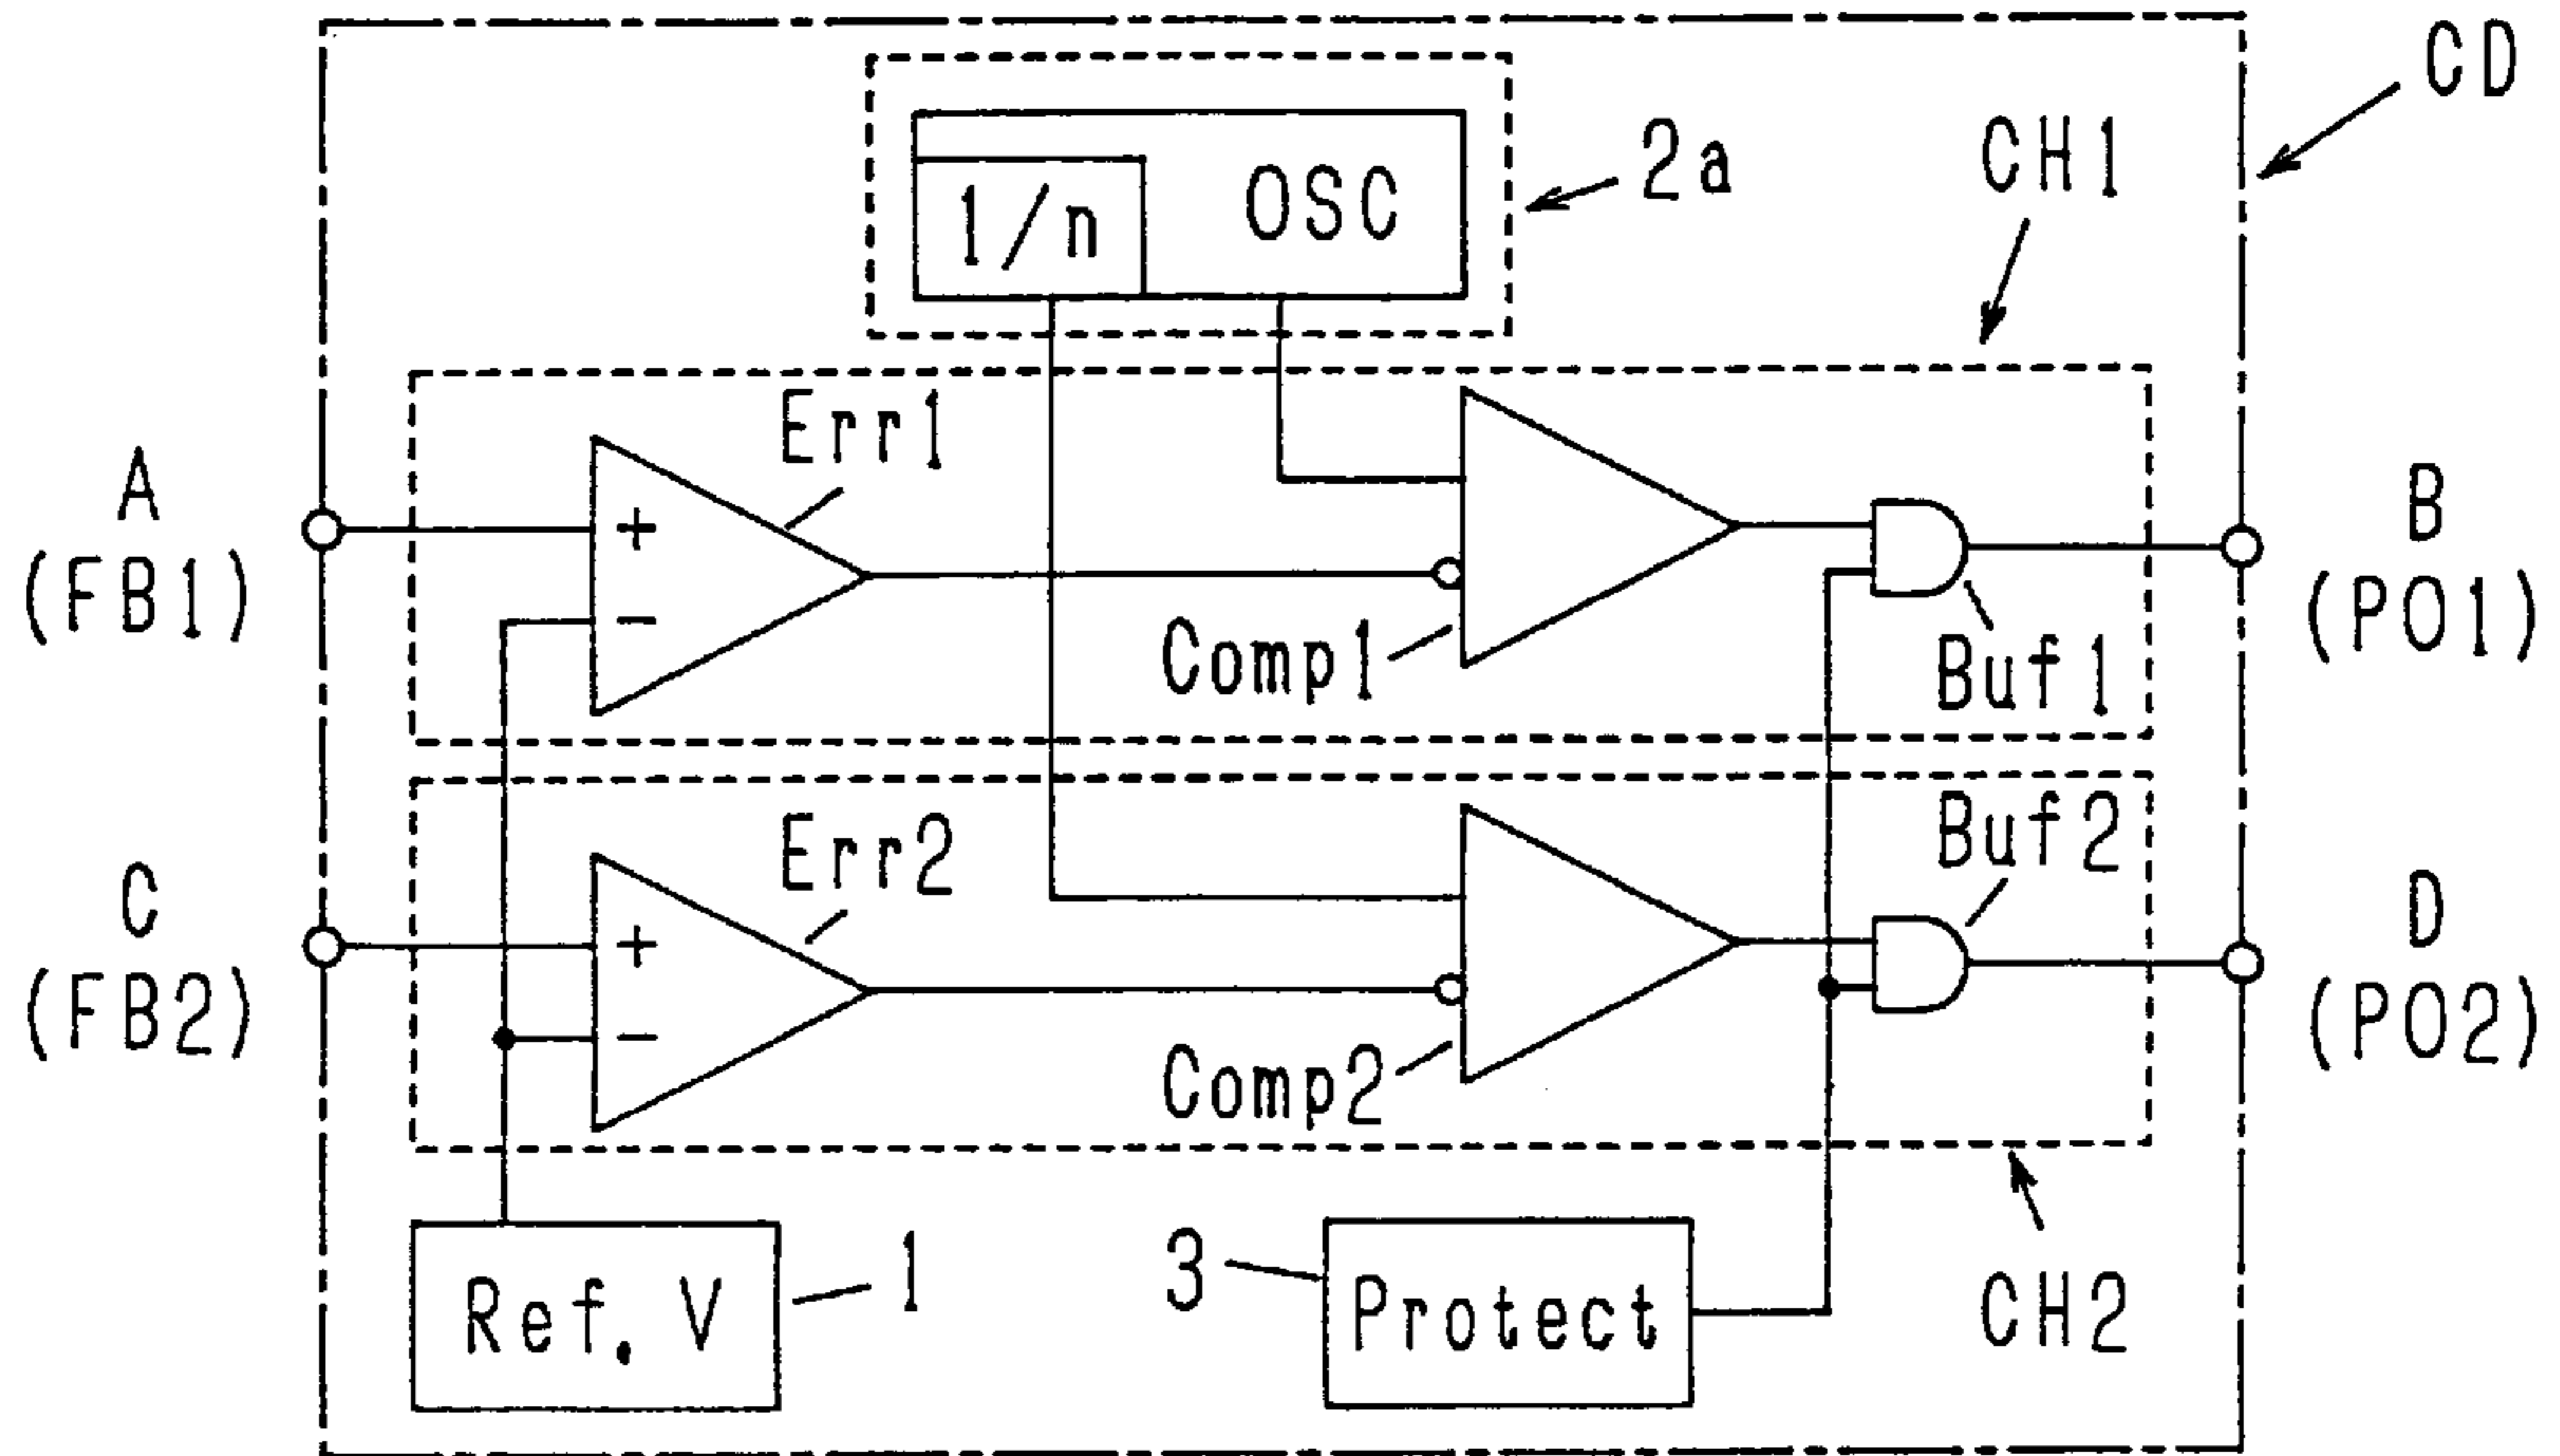 CD
2a
CH1
1/n
OSC
Err1
A
(FB1)
+
-
Comp1
Buf1
B
(PO1)
Err2
C
(FB2)
+
-
Comp2
Buf2
D
(PO2)
Ref. V
1
3
Protect
CH2